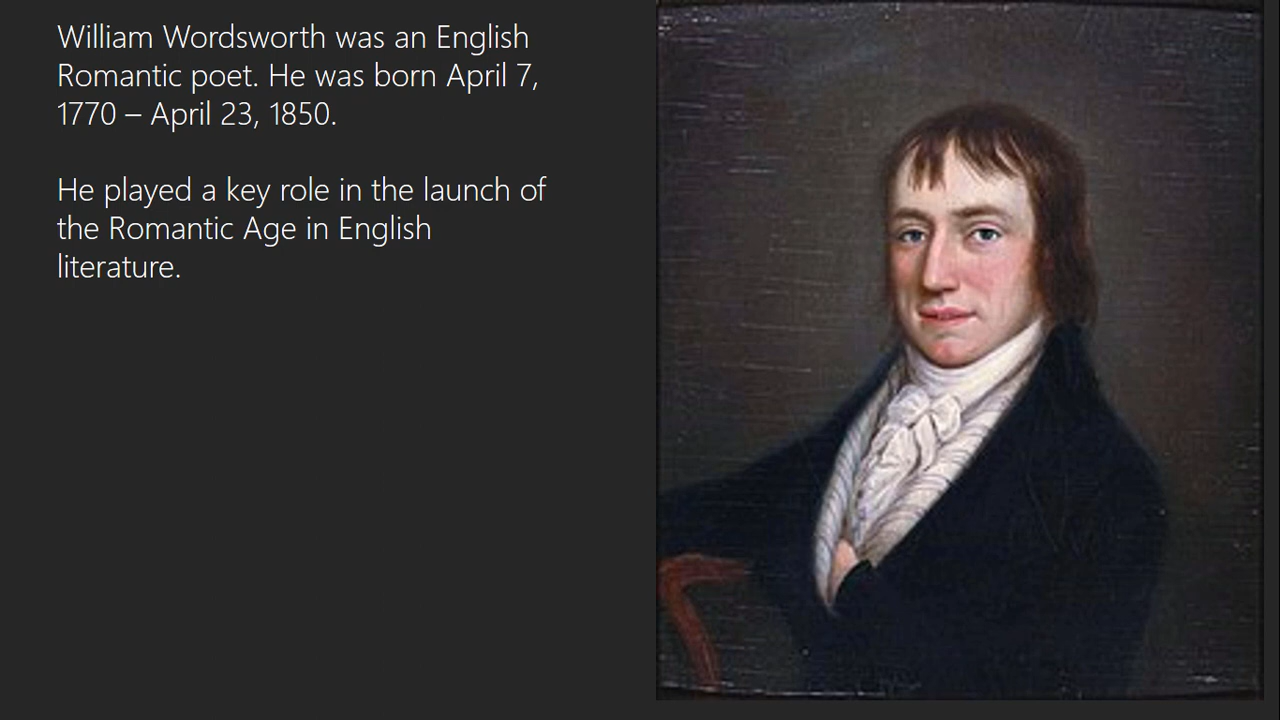 William Wordsworth was an English
Romantic poet. He was born April 7,
1770 – April 23, 1850.
He played a key role in the launch of
the Romantic Age in English
literature.